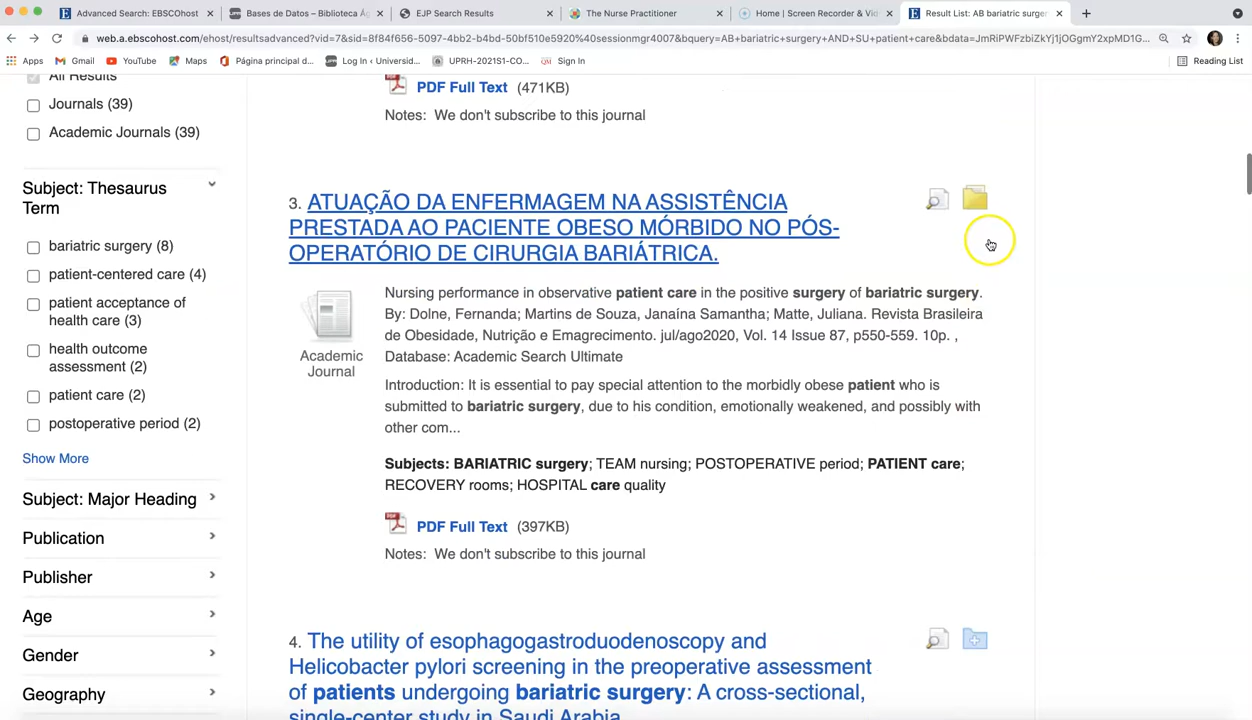 Advanced Search: EBSCOhost
Bases de Datos – Biblioteca Ág
EJP Search Results
The Nurse Practitioner
Home | Screen Recorder & Vid
Result List: AB bariatric surger
web.a.ebscohost.com/ehost/resultsadvanced?vid=7&sid=8f84f656-5097-4bb2-b4bd-50bf510e5920%40sessionmgr4007&bquery=AB+bariatric+surgery+AND+SU+patient+care&bdata=JmRiPWFzbiZkYj1jOGgmY2xpMD1G...
Apps
Gmail
YouTube
Maps
Página principal d...
Log In ‹ Universid...
UPRH-2021S1-CO...
Sign In
Reading List
All Results
Journals (39)
Academic Journals (39)
Subject: Thesaurus
Term
bariatric surgery (8)
patient-centered care (4)
patient acceptance of
health care (3)
health outcome
assessment (2)
patient care (2)
postoperative period (2)
Show More
Subject: Major Heading
Publication
Publisher
Age
Gender
Geography
PDF Full Text (471KB)
Notes: We don't subscribe to this journal
3. ATUAÇÃO DA ENFERMAGEM NA ASSISTÊNCIA
PRESTADA AO PACIENTE OBESO MÓRBIDO NO PÓS-
OPERATÓRIO DE CIRURGIA BARIÁTRICA.
Academic
Journal
Nursing performance in observative patient care in the positive surgery of bariatric surgery.
By: Dolne, Fernanda; Martins de Souza, Janaína Samantha; Matte, Juliana. Revista Brasileira
de Obesidade, Nutrição e Emagrecimento. jul/ago2020, Vol. 14 Issue 87, p550-559. 10p. ,
Database: Academic Search Ultimate
Introduction: It is essential to pay special attention to the morbidly obese patient who is
submitted to bariatric surgery, due to his condition, emotionally weakened, and possibly with
other com...
Subjects: BARIATRIC surgery; TEAM nursing; POSTOPERATIVE period; PATIENT care;
RECOVERY rooms; HOSPITAL care quality
PDF Full Text (397KB)
Notes: We don't subscribe to this journal
4. The utility of esophagogastroduodenoscopy and
Helicobacter pylori screening in the preoperative assessment
of patients undergoing bariatric surgery: A cross-sectional,
single-center study in Saudi Arabia.